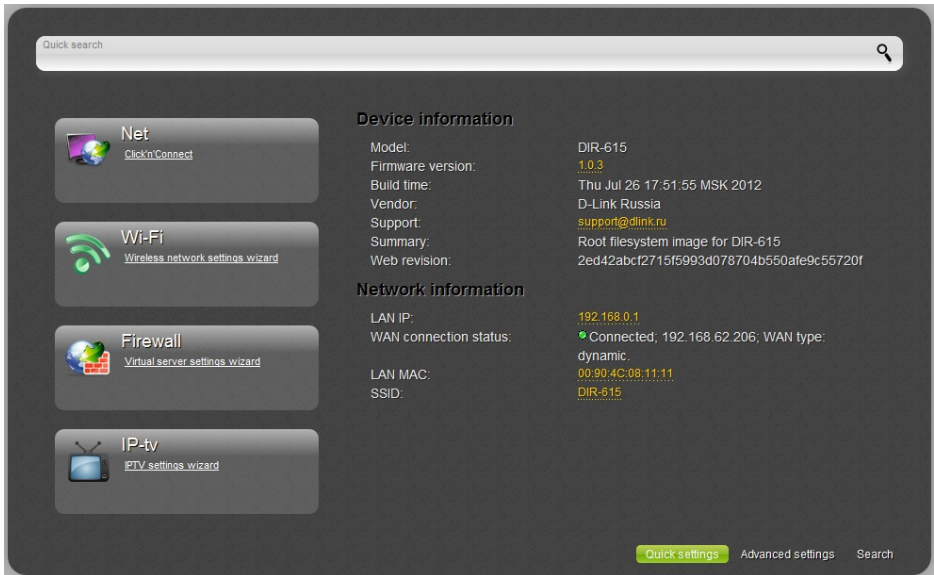 Quick search
Net
Click'n'Connect
Wi-Fi
Wireless network settings wizard
Firewall
Virtual server settings wizard
IP-tv
IPTV settings wizard
Device information
Model: DIR-615
Firmware version: 1.0.3
Build time: Thu Jul 26 17:51:55 MSK 2012
Vendor: D-Link Russia
Support: support@dlink.ru
Summary: Root filesystem image for DIR-615
Web revision: 2ed42abcf2715f5993d078704b550afe9c55720f
Network information
LAN IP: 192.168.0.1
WAN connection status: Connected; 192.168.62.206; WAN type:
dynamic.
LAN MAC: 00:90:4C:08:11:11
SSID: DIR-615
Quick settings Advanced settings Search